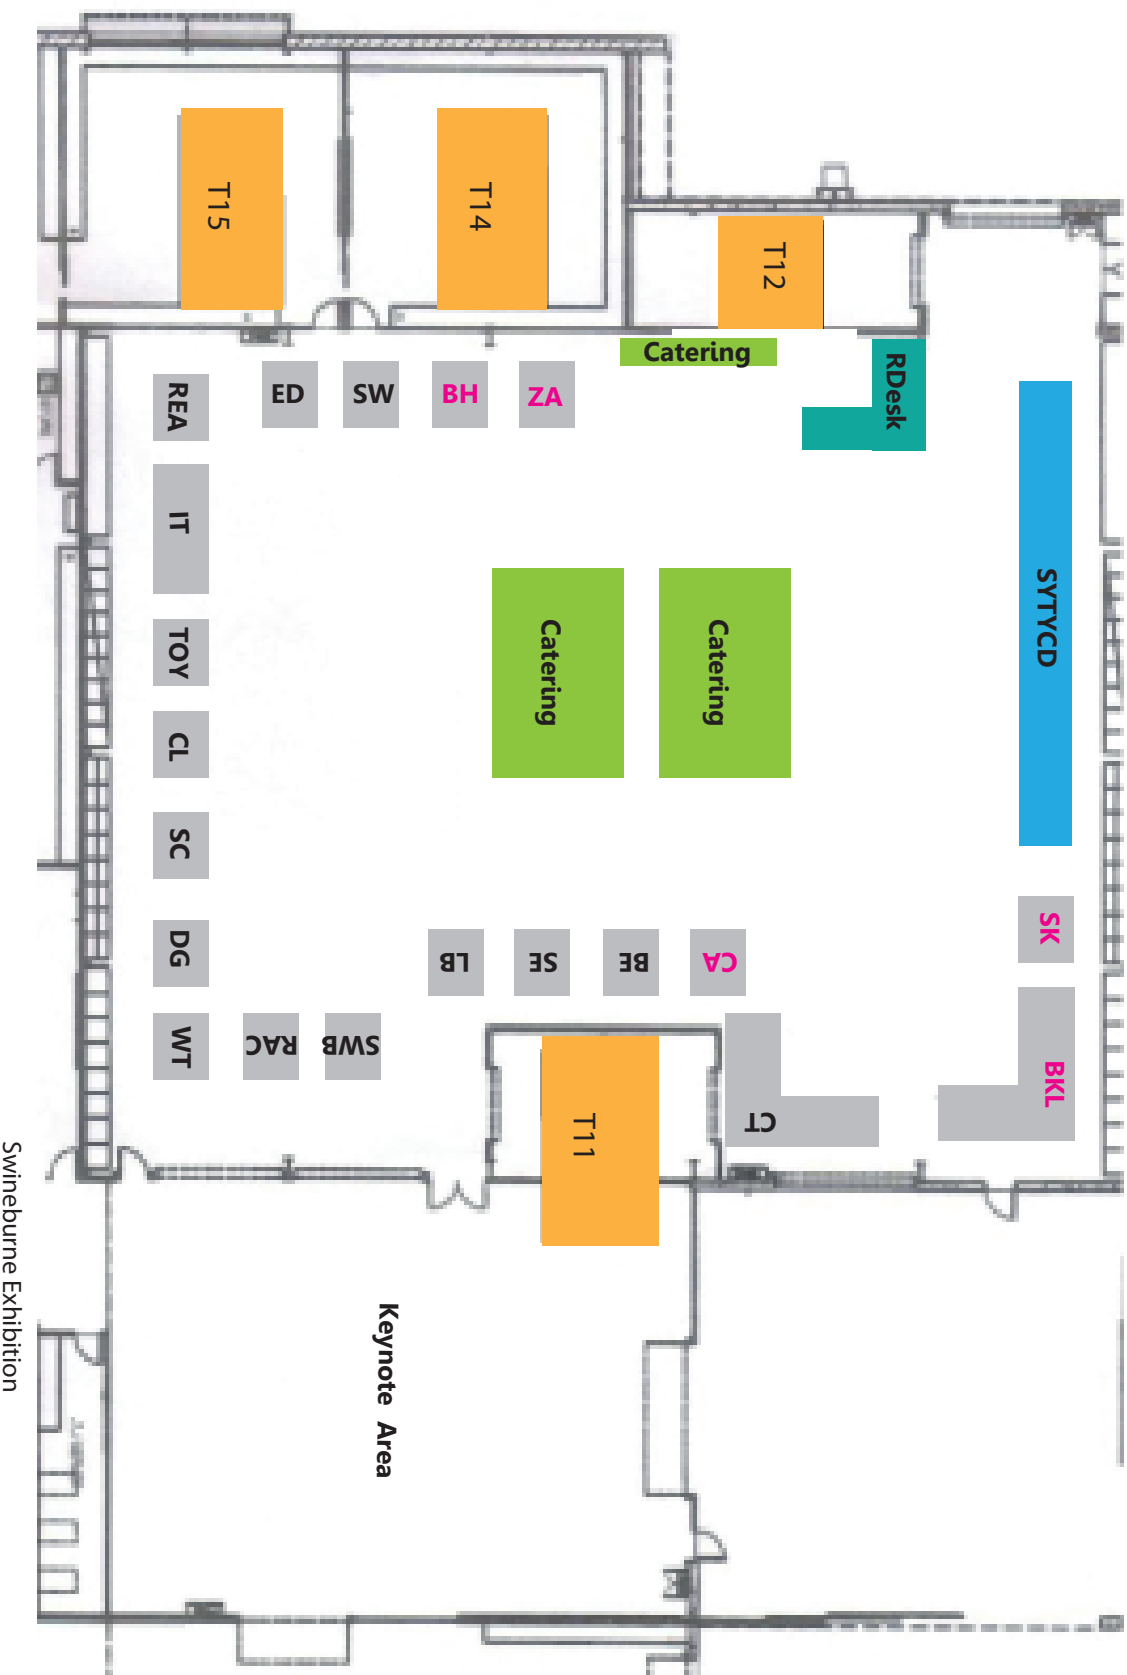 T15
T14
T12
Catering
RDesk
REA
ED
SW
BH
ZA
IT
SYTYCD
Catering
Catering
TOY
CL
SC
DG
LB
SE
BE
CA
SK
WT
RAC
SWB
CT
BKL
T11
Keynote Area
Swineburne Exhibition